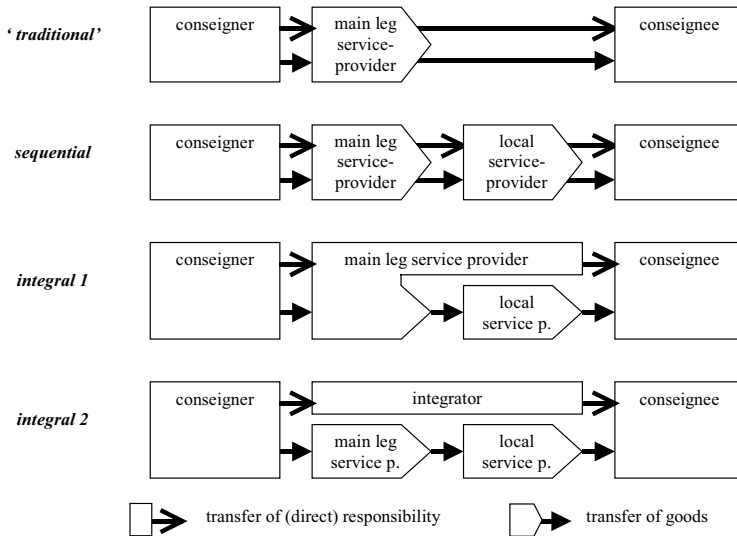 ‘ traditional’
conseigner
main leg
service-
provider
conseignee
sequential
conseigner
main leg
service-
provider
local
service-
provider
conseignee
integral 1
conseigner
main leg service provider
local
service p.
conseignee
integral 2
conseigner
integrator
main leg
service p.
local
service p.
conseignee
transfer of (direct) responsibility
transfer of goods